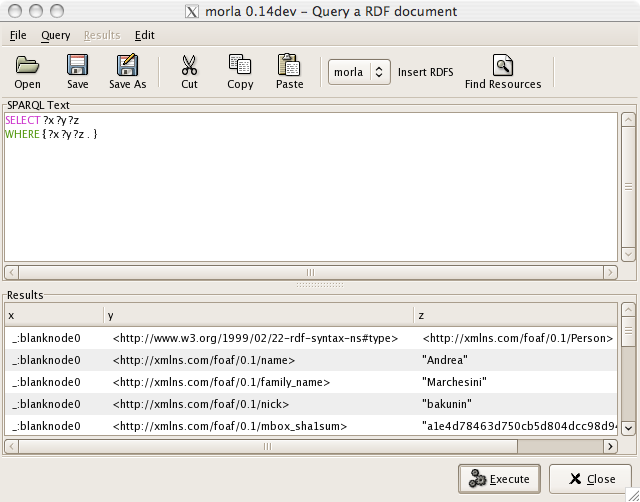 morla 0.14dev – Query a RDF document
File Query Results Edit
Open Save Save As Cut Copy Paste morla Insert RDFS Find Resources
SPARQL Text
SELECT ?x ?y ?z
WHERE { ?x ?y ?z . }
Results
x y z
_:blanknode0 <http://www.w3.org/1999/02/22-rdf-syntax-ns#type> <http://xmlns.com/foaf/0.1/Person>
_:blanknode0 <http://xmlns.com/foaf/0.1/name> "Andrea"
_:blanknode0 <http://xmlns.com/foaf/0.1/family_name> "Marchesini"
_:blanknode0 <http://xmlns.com/foaf/0.1/nick> "bakunin"
_:blanknode0 <http://xmlns.com/foaf/0.1/mbox_sha1sum> "a1e4d78463d750cb5d804dcc98d94
Execute Close